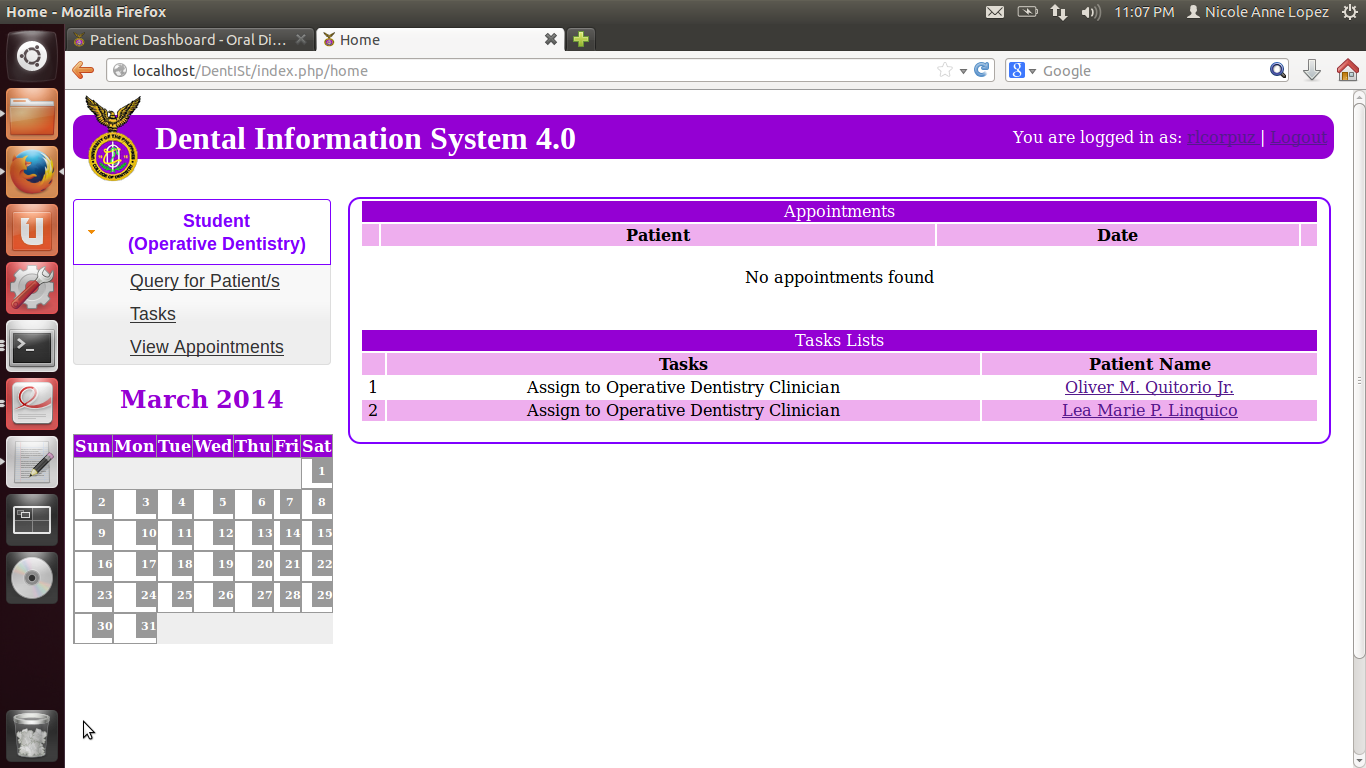 Home - Mozilla Firefox
11:07 PM Nicole Anne Lopez
Patient Dashboard - Oral Di...
Home
localhost/DentISt/index.php/home
Google
Dental Information System 4.0
You are logged in as: rlcorpuz | Logout
Student
(Operative Dentistry)
Query for Patient/s
Tasks
View Appointments
March 2014
Sun Mon Tue Wed Thu Fri Sat
1
2 3 4 5 6 7 8
9 10 11 12 13 14 15
16 17 18 19 20 21 22
23 24 25 26 27 28 29
30 31
Appointments
Patient Date
No appointments found
Tasks Lists
Tasks Patient Name
1 Assign to Operative Dentistry Clinician Oliver M. Quitorio Jr.
2 Assign to Operative Dentistry Clinician Lea Marie P. Linquico